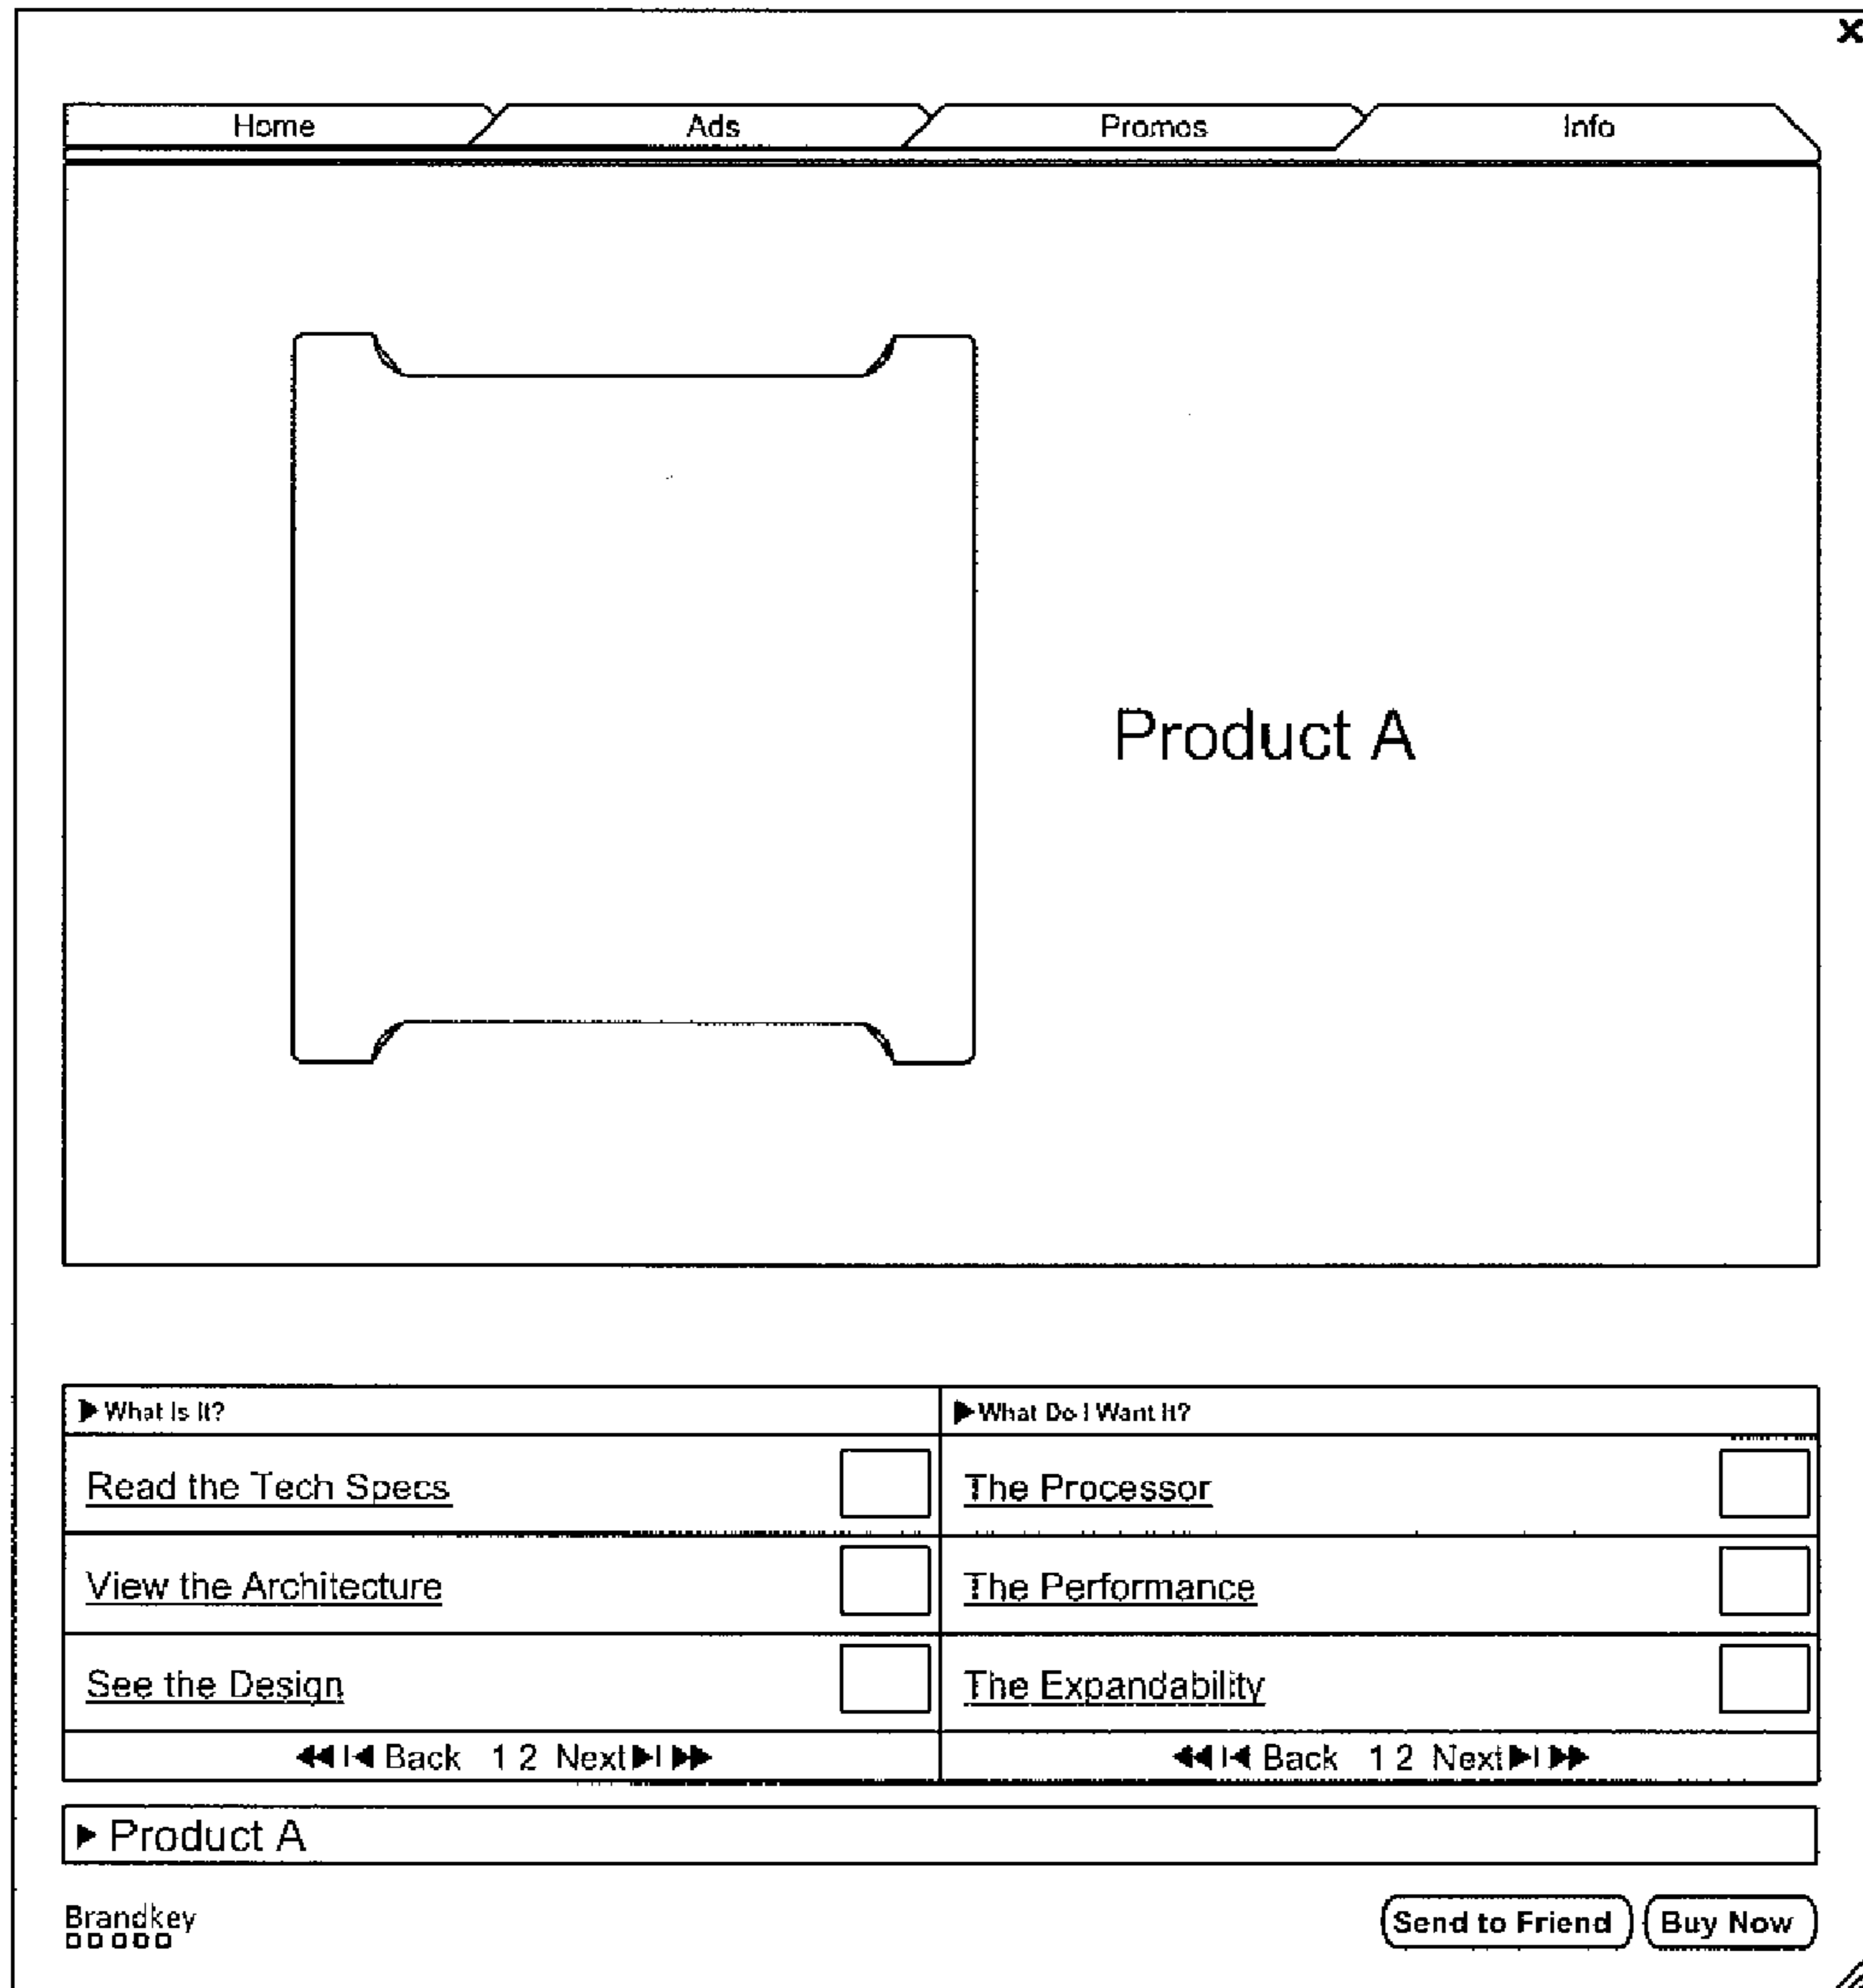 x
Home Ads Promos Info
Product A
▶ What Is It? ▶ What Do I Want It?
Read the Tech Specs The Processor
View the Architecture The Performance
See the Design The Expandability
◀◀ I◀ Back 1 2 Next ▶I ▶▶ ◀◀ I◀ Back 1 2 Next ▶I ▶▶
▶ Product A
Brandkey Send to Friend Buy Now